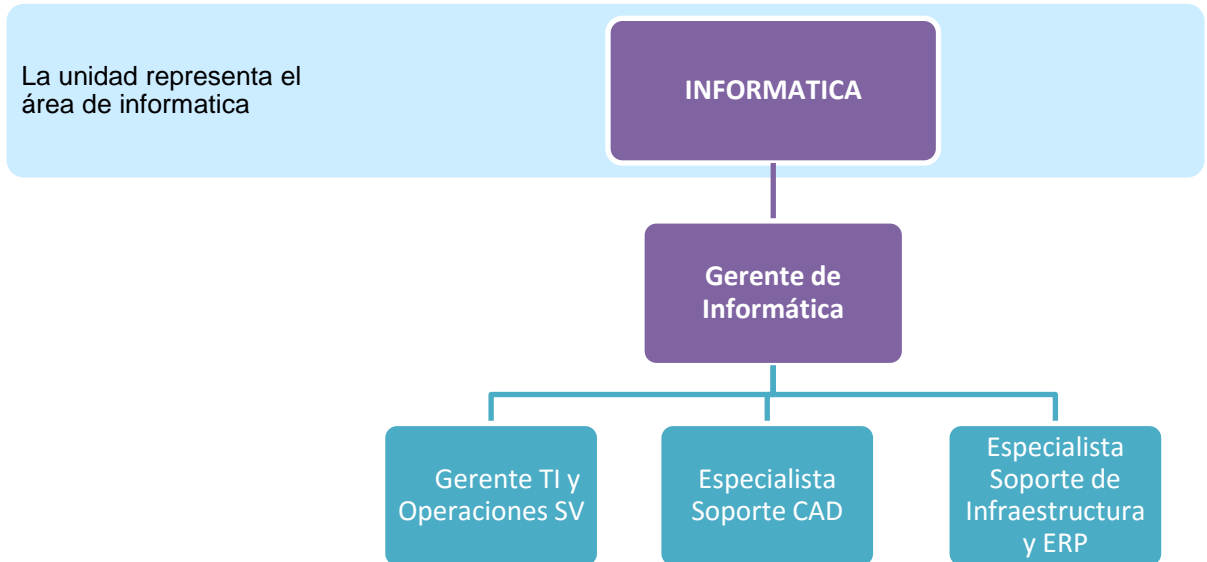 La unidad representa el
área de informatica
INFORMATICA
Gerente de
Informática
Gerente TI y
Operaciones SV
Especialista
Soporte CAD
Especialista
Soporte de
Infraestructura
y ERP